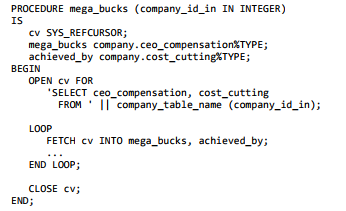 PROCEDURE mega_bucks (company_id_in IN INTEGER)
IS
cv SYS_REFCURSOR;
mega_bucks company.ceo_compensation%TYPE;
achieved_by company.cost_cutting%TYPE;
BEGIN
OPEN cv FOR
'SELECT ceo_compensation, cost_cutting
FROM ' || company_table_name (company_id_in);
LOOP
FETCH cv INTO mega_bucks, achieved_by;
...
END LOOP;
CLOSE cv;
END;